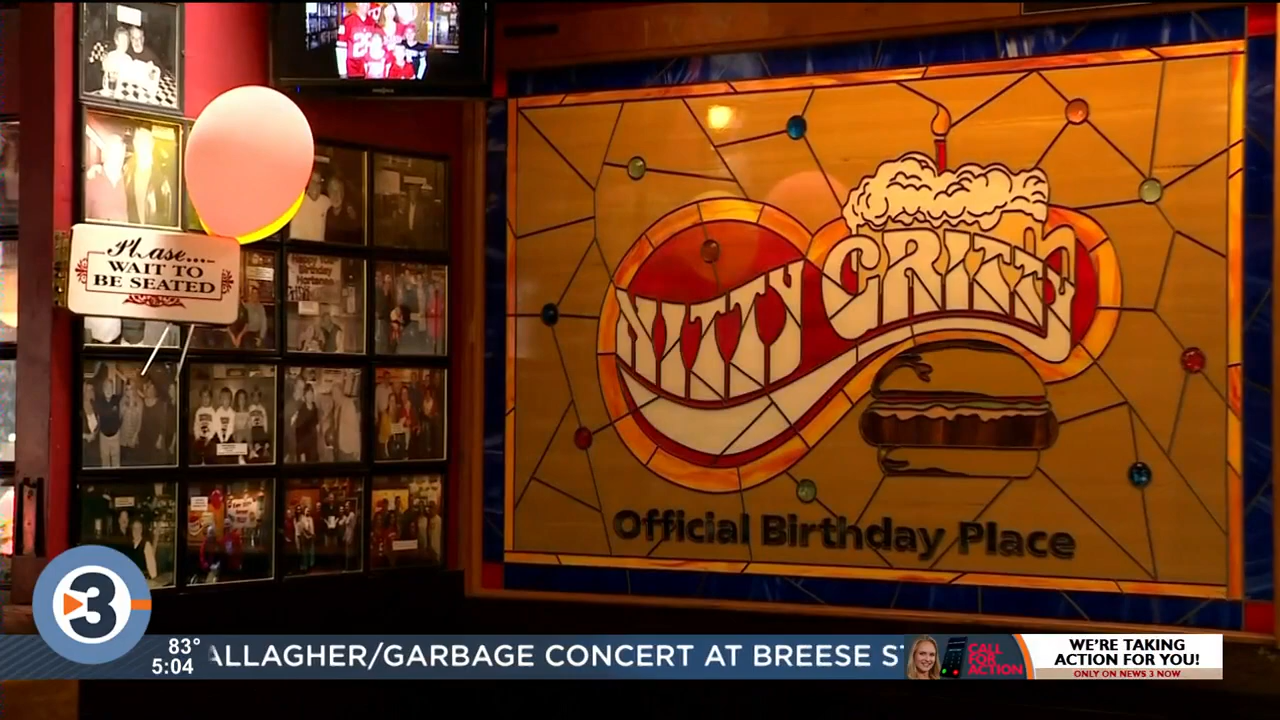 Please...
WAIT TO
BE SEATED
NITTY GRITTY
Official Birthday Place
3
83°
5:04
ALLAGHER/GARBAGE CONCERT AT BREESE ST
CALL
FOR
ACTION
WE'RE TAKING
ACTION FOR YOU!
ONLY ON NEWS 3 NOW